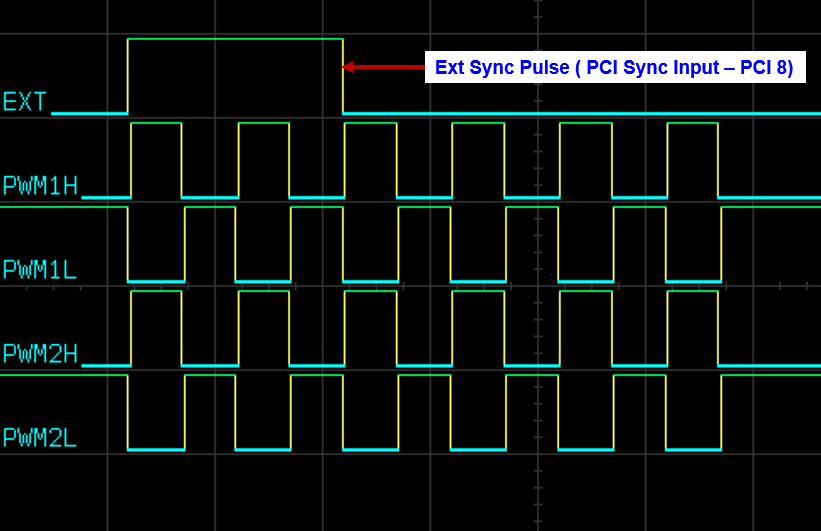 Ext Sync Pulse ( PCI Sync Input – PCI 8)
EXT
PWM1H
PWM1L
PWM2H
PWM2L